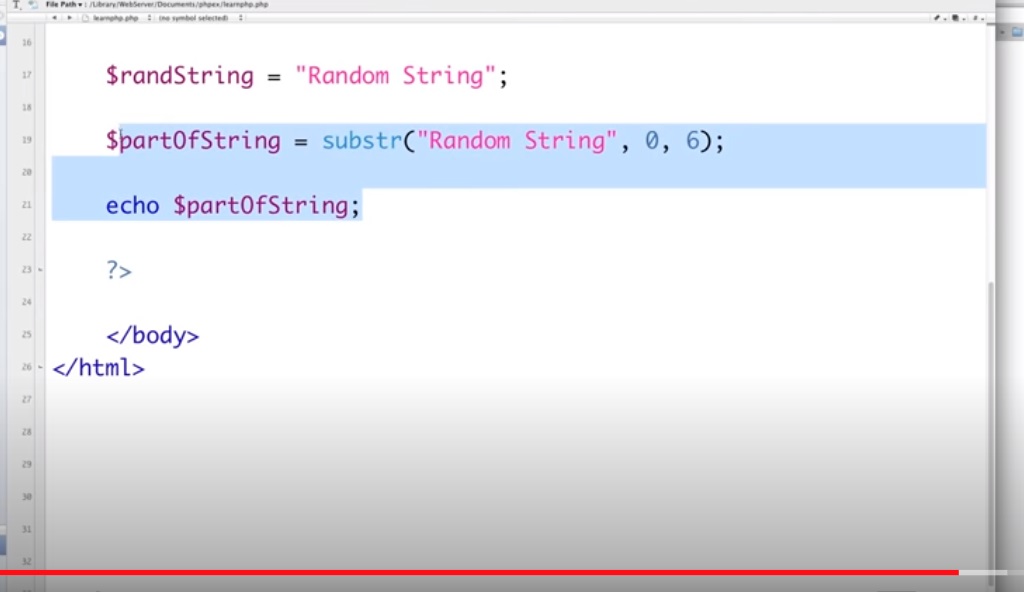 File Path ▾ : /Library/WebServer/Documents/phpex/learnphp.php
learnphp.php (no symbol selected)
16
17 $randString = "Random String";
18
19 $partOfString = substr("Random String", 0, 6);
20
21 echo $partOfString;
22
23 ?>
24
25 </body>
26 </html>
27
28
29
30
31
32